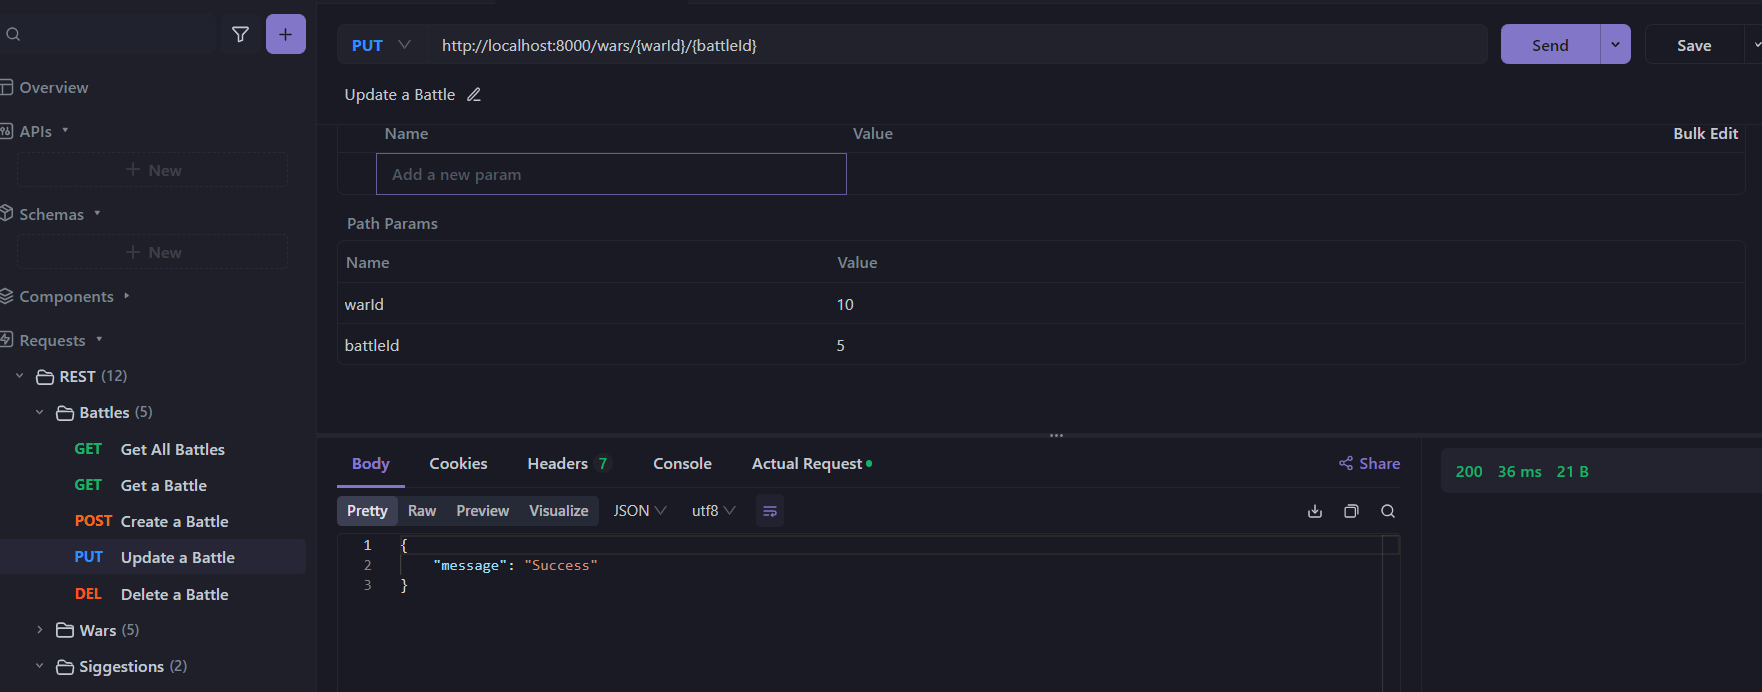 PUT http://localhost:8000/wars/{warId}/{battleId} Send Save
Update a Battle
Overview
APIs
New
Schemas
New
Components
Requests
REST (12)
Battles (5)
GET Get All Battles
GET Get a Battle
POST Create a Battle
PUT Update a Battle
DEL Delete a Battle
Wars (5)
Siggestions (2)
Name Value Bulk Edit
Add a new param
Path Params
Name Value
warId 10
battleId 5
Body Cookies Headers 7 Console Actual Request Share
200 36 ms 21 B
Pretty Raw Preview Visualize JSON utf8
1 {
2 "message": "Success"
3 }